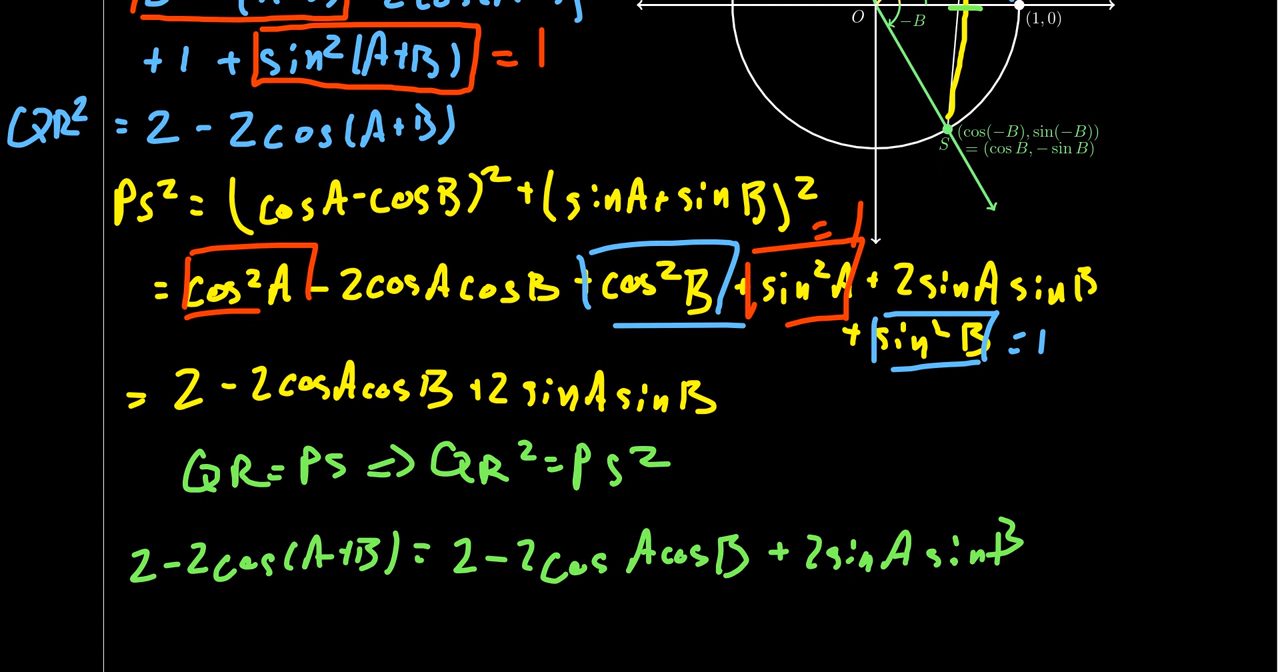 + 1 + sin²(A+B) = 1
QR² = 2 - 2cos(A+B)
PS² = (cosA-cosB)² + (sinA+sinB)²
= 1
= cos²A - 2cosAcosB + cos²B + sin²A + 2sinAsinB
+ sin²B = 1
= 2 - 2cosAcosB + 2sinAsinB
QR = PS => QR² = PS²
2-2cos(A+B) = 2-2cosAcosB + 2sinAsinB
O
-B
(1, 0)
(cos(-B), sin(-B))
S
= (cos B, - sin B)